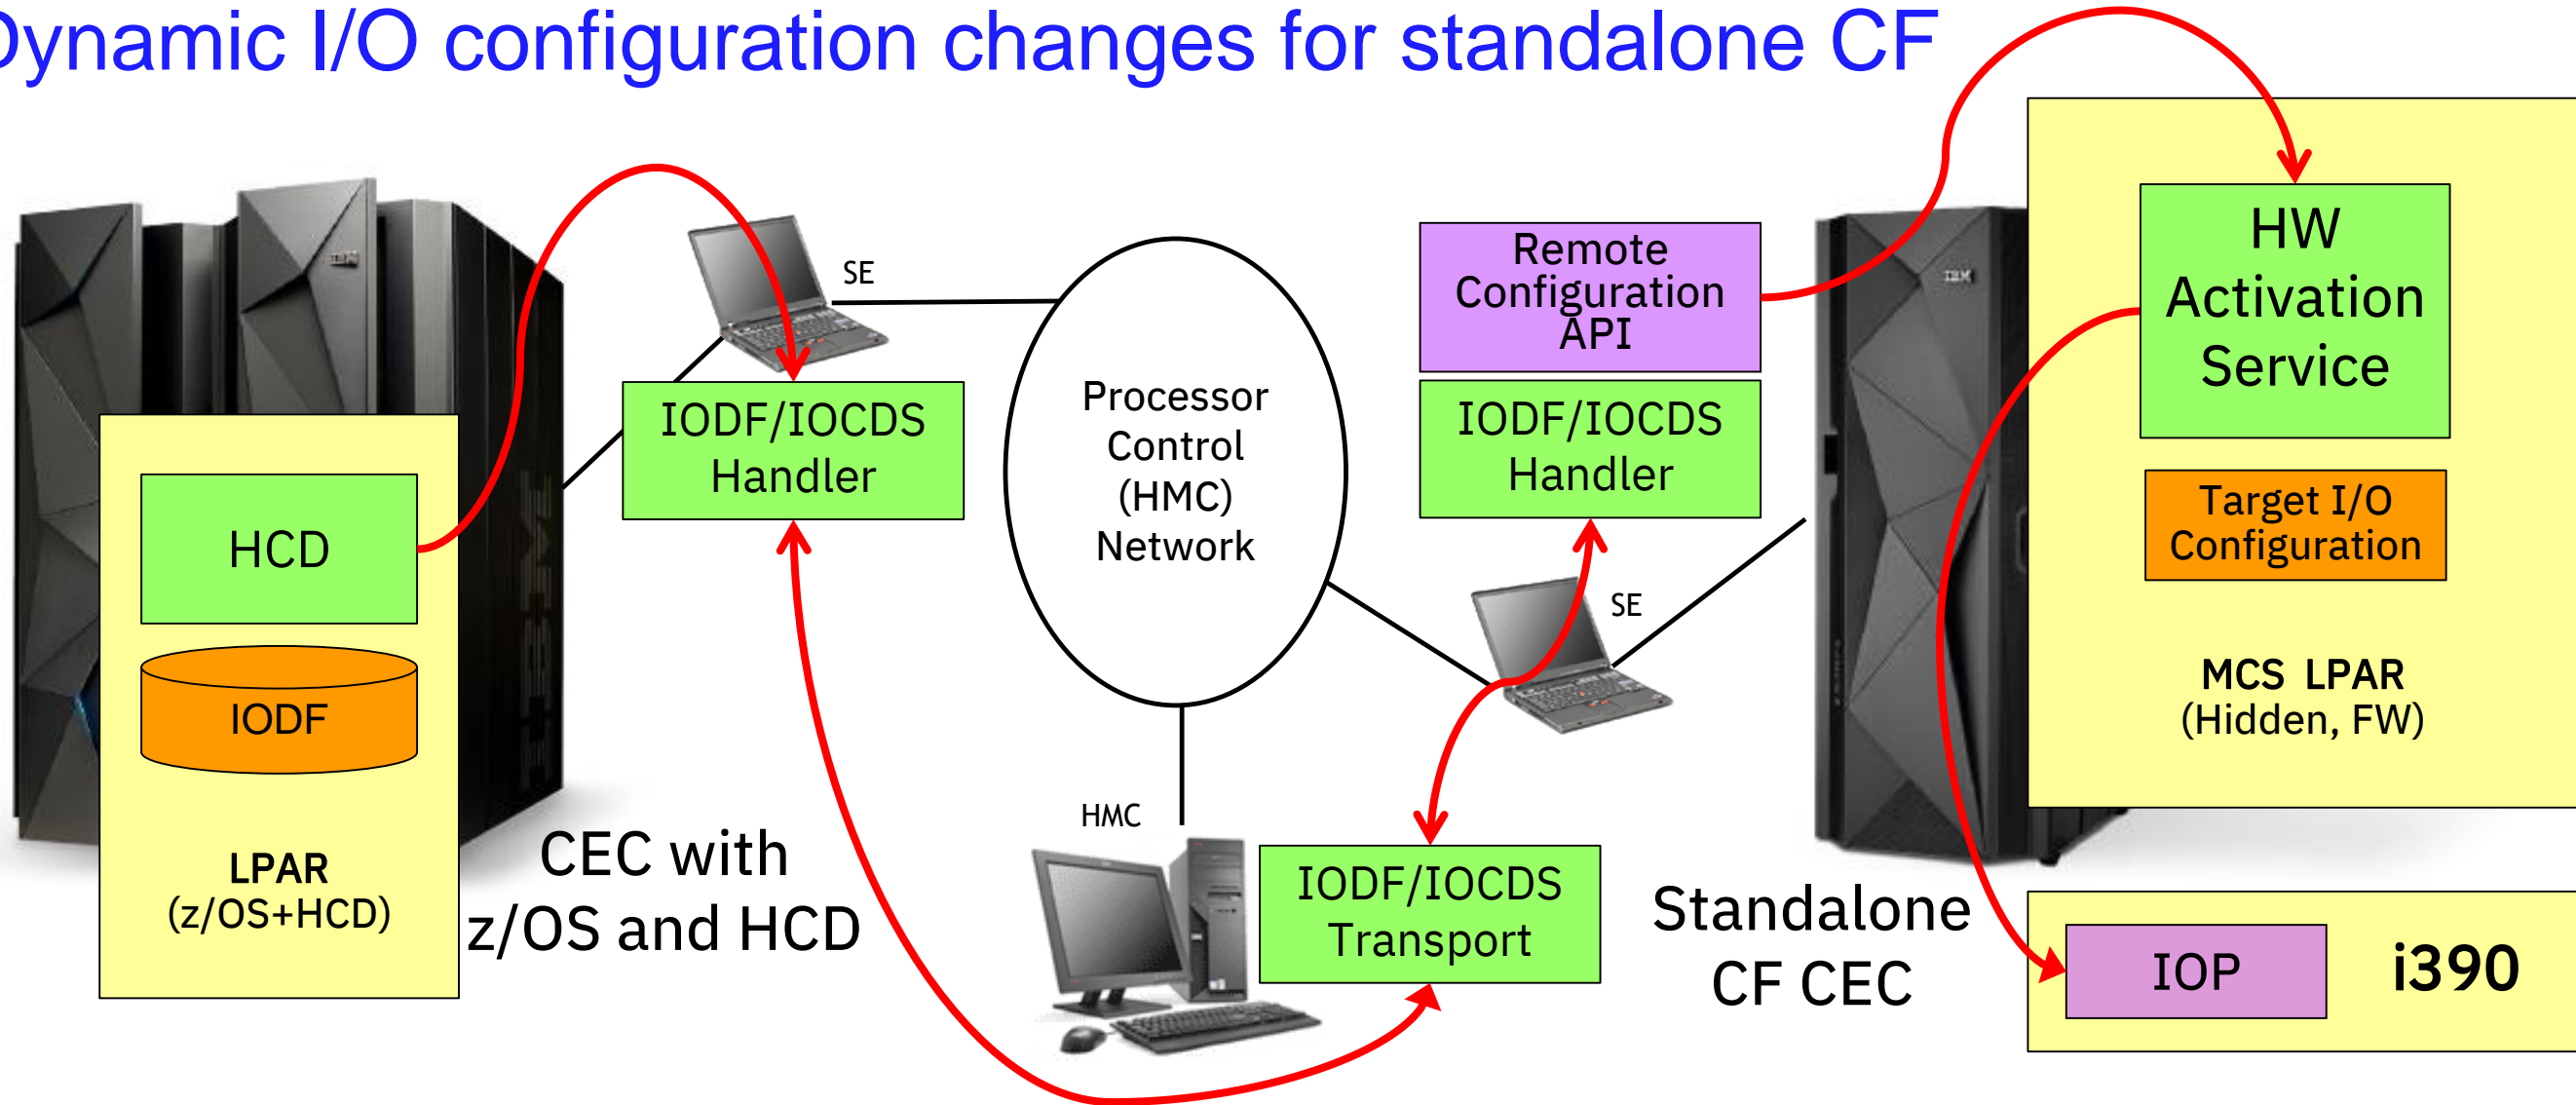 Dynamic I/O configuration changes for standalone CF
SE
IODF/IOCDS
Handler
HCD
IODF
LPAR
(z/OS+HCD)
CEC with
z/OS and HCD
Processor
Control
(HMC)
Network
HMC
IODF/IOCDS
Transport
Remote
Configuration
API
IODF/IOCDS
Handler
SE
Standalone
CF CEC
IBM
HW
Activation
Service
Target I/O
Configuration
MCS LPAR
(Hidden, FW)
IOP
i390